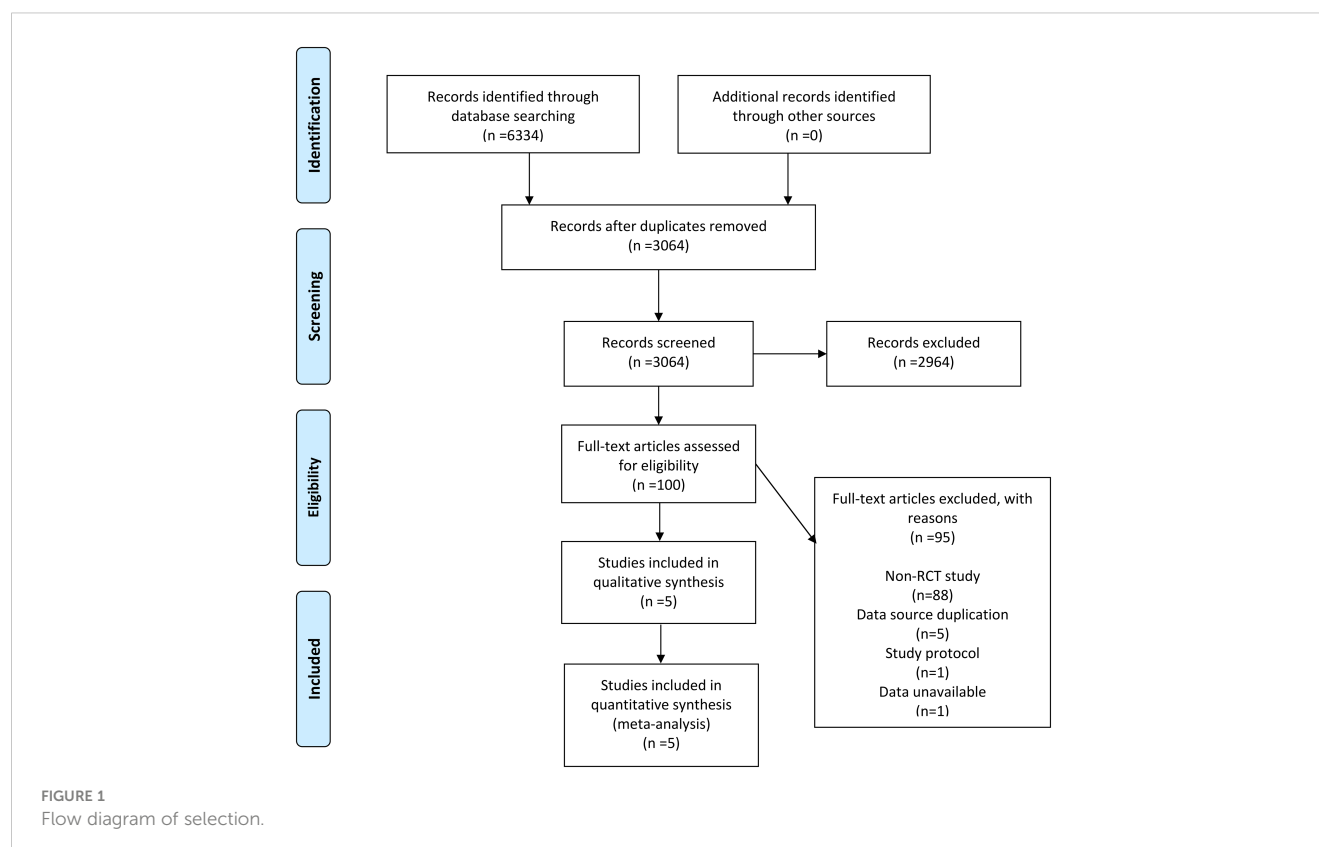 Identification
Records identified through
database searching
(n =6334)
Additional records identified
through other sources
(n =0)
Records after duplicates removed
(n =3064)
Screening
Records screened
(n =3064)
Records excluded
(n =2964)
Eligibility
Full-text articles assessed
for eligibility
(n =100)
Full-text articles excluded, with
reasons
(n =95)
Non-RCT study
(n=88)
Data source duplication
(n=5)
Study protocol
(n=1)
Data unavailable
(n=1)
Studies included in
qualitative synthesis
(n =5)
Included
Studies included in
quantitative synthesis
(meta-analysis)
(n =5)
FIGURE 1
Flow diagram of selection.